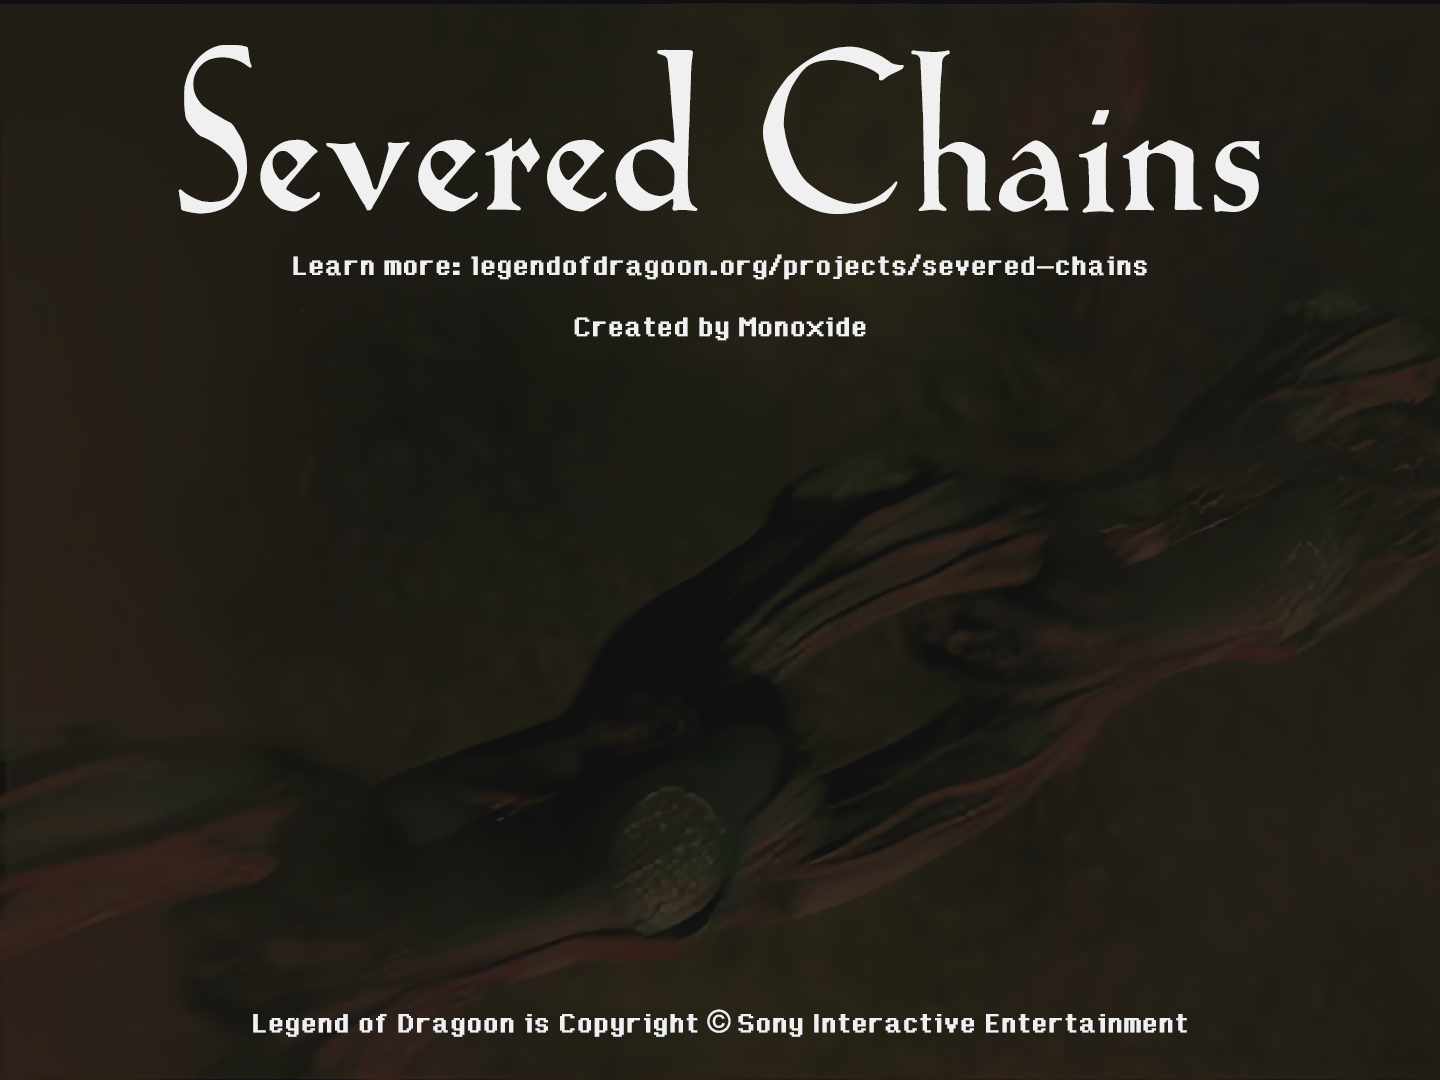 Severed Chains
Learn more: legendofdragoon.org/projects/severed-chains
Created by Monoxide
Legend of Dragoon is Copyright © Sony Interactive Entertainment